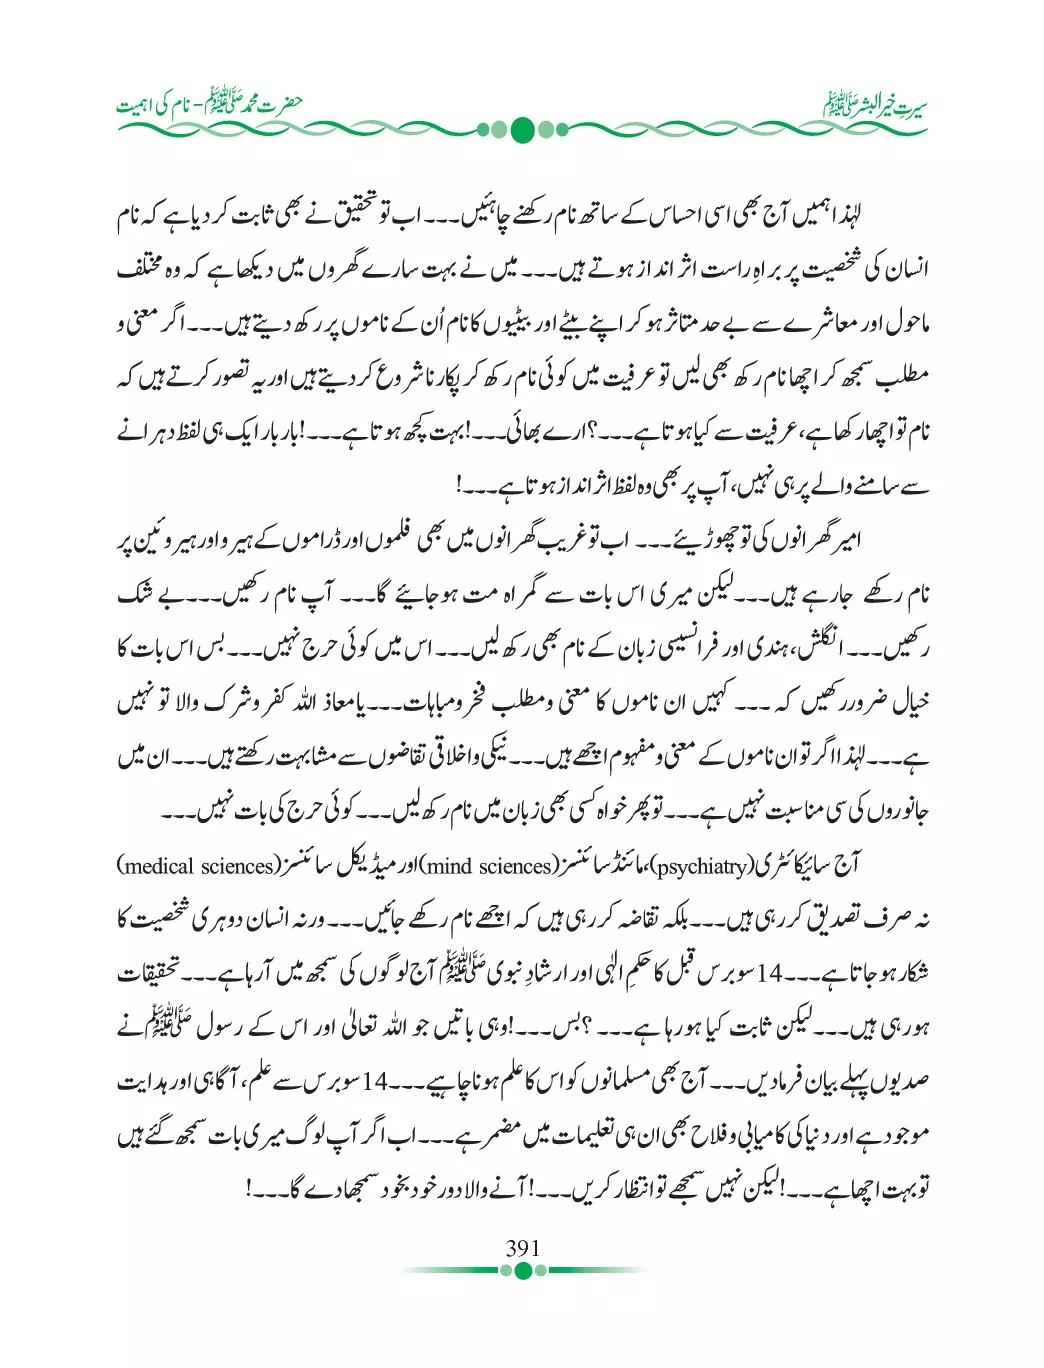 سیرتِ خیر البشر ﷺ
حضرت محمد ﷺ - نام کی اہمیت
لہٰذا ہمیں آج بھی اسی احساس کے ساتھ نام رکھنے چاہئیں۔۔۔ اب تو تحقیق نے بھی ثابت کر دیا ہے کہ نام
انسان کی شخصیت پر براہِ راست اثر انداز ہوتے ہیں۔۔۔ میں نے بہت سارے گھروں میں دیکھا ہے کہ وہ مختلف
ماحول اور معاشرے سے بے حد متاثر ہو کر اپنے بیٹے اور بیٹیوں کا نام اُن کے ناموں پر رکھ دیتے ہیں۔۔۔ اگر معنی و
مطلب سمجھ کر اچھا نام رکھ بھی لیں تو عرفیت میں کوئی نام رکھ کر پکارنا شروع کر دیتے ہیں اور یہ تصور کرتے ہیں کہ
نام تو اچھا رکھا ہے، عرفیت سے کیا ہوتا ہے۔۔۔؟ ارے بھائی۔۔۔! بہت کچھ ہوتا ہے۔۔۔! بار بار ایک ہی لفظ دہرانے
سے سامنے والے پر ہی نہیں، آپ پر بھی وہ لفظ اثر انداز ہوتا ہے۔۔۔!
امیر گھرانوں کی تو چھوڑیئے۔۔۔ اب تو غریب گھرانوں میں بھی فلموں اور ڈراموں کے ہیرو اور ہیروئین پر
نام رکھے جا رہے ہیں۔۔۔ لیکن میری اس بات سے گمراہ مت ہو جائیے گا۔۔۔ آپ نام رکھیں۔۔۔ بے شک
رکھیں۔۔۔ انگلش، ہندی اور فرانسیسی زبان کے نام بھی رکھ لیں۔۔۔ اس میں کوئی حرج نہیں۔۔۔ بس اس بات کا
خیال ضرور رکھیں کہ ۔۔۔ کہیں ان ناموں کا معنی ومطلب فخر ومباہات۔۔۔ یا معاذ اللہ کفر و شرک والا تو نہیں
ہے۔۔۔ لہٰذا اگر تو ان ناموں کے معنی و مفہوم اچھے ہیں۔۔۔ نیکی و اخلاقی تقاضوں سے مشابہت رکھتے ہیں۔۔۔ ان میں
جانوروں کی سی مناسبت نہیں ہے۔۔۔ تو پھر خواہ کسی بھی زبان میں نام رکھ لیں۔۔۔ کوئی حرج کی بات نہیں۔۔۔
آج سائیکائٹری (psychiatry)، مائنڈ سائنسز (mind sciences) اور میڈیکل سائنسز (medical sciences)
نہ صرف تصدیق کر رہی ہیں۔۔۔ بلکہ تقاضہ کر رہی ہیں کہ اچھے نام رکھے جائیں۔۔۔ ورنہ انسان دوہری شخصیت کا
شکار ہو جاتا ہے۔۔۔ 14 سو برس قبل کا حکمِ الٰہی اور ارشادِ نبوی ﷺ آج لوگوں کی سمجھ میں آ رہا ہے۔۔۔ تحقیقات
ہو رہی ہیں۔۔۔ لیکن ثابت کیا ہو رہا ہے۔۔۔ ؟ بس۔۔۔! وہی باتیں جو اللہ تعالیٰ اور اس کے رسول ﷺ نے
صدیوں پہلے بیان فرما دیں۔۔۔ آج بھی مسلمانوں کو اس کا علم ہونا چاہیے۔۔۔ 14 سو برس سے علم، آگاہی اور ہدایت
موجود ہے اور دنیا کی کامیابی و فلاح بھی ان ہی تعلیمات میں مضمر ہے۔۔۔ اب اگر آپ لوگ میری بات سمجھ گئے ہیں
تو بہت اچھا ہے۔۔۔! لیکن نہیں سمجھے تو انتظار کریں۔۔۔! آنے والا دور خود بخود سمجھا دے گا۔۔۔!
391